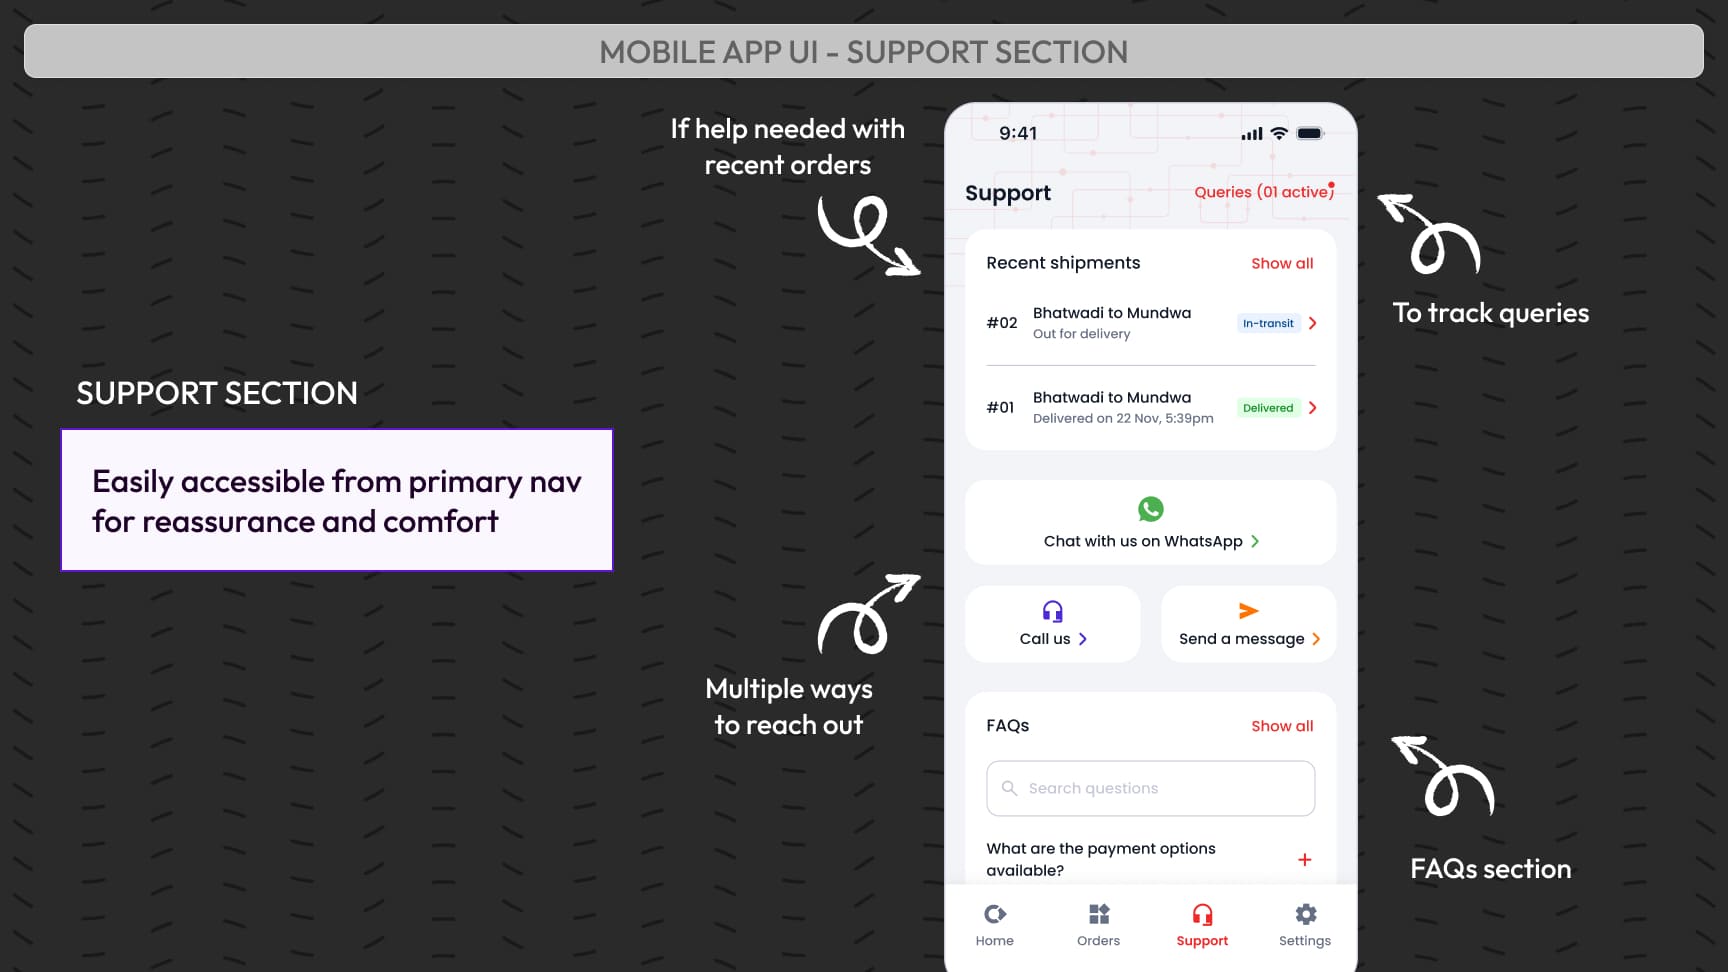 MOBILE APP UI - SUPPORT SECTION
If help needed with
recent orders
SUPPORT SECTION
Easily accessible from primary nav
for reassurance and comfort
Multiple ways
to reach out
9:41
Support
Queries (01 active)
Recent shipments
Show all
#02
Bhatwadi to Mundwa
Out for delivery
In-transit
#01
Bhatwadi to Mundwa
Delivered on 22 Nov, 5:39pm
Delivered
Chat with us on WhatsApp
Call us
Send a message
FAQs
Show all
Search questions
What are the payment options
available?
Home
Orders
Support
Settings
To track queries
FAQs section